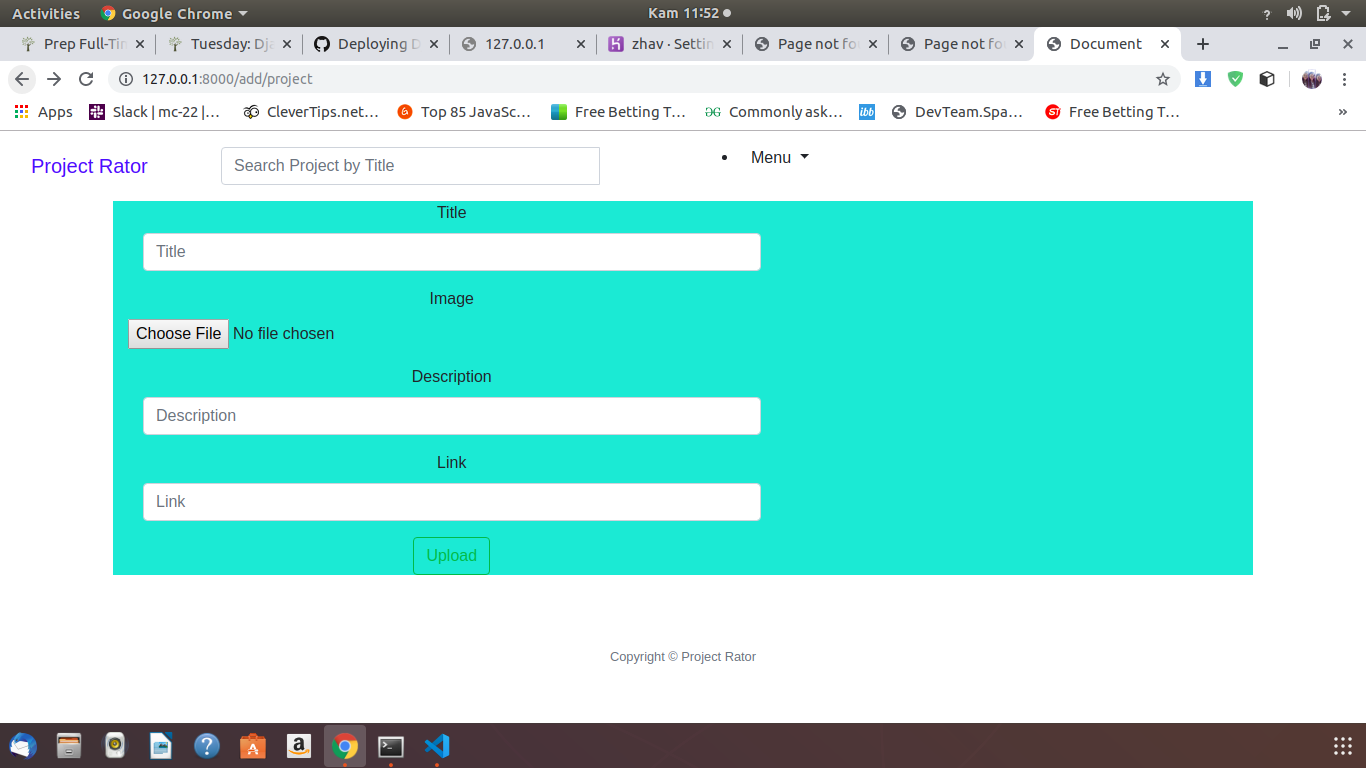 Activities Google Chrome Kam 11:52 ?
Prep Full-Tin Tuesday: Dja Deploying D 127.0.0.1 zhav · Settin Page not fo Page not fo Document
127.0.0.1:8000/add/project
Apps Slack | mc-22 |… CleverTips.net… Top 85 JavaSc… Free Betting T… Commonly ask… ibb DevTeam.Spa… ST Free Betting T… »
Project Rator Search Project by Title • Menu
Title
Title
Image
Choose File No file chosen
Description
Description
Link
Link
Upload
Copyright © Project Rator